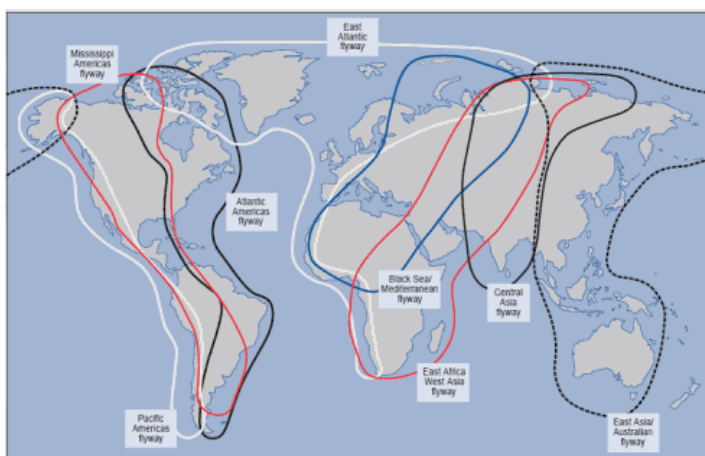 East
Atlantic
flyway
Mississippi
Americas
flyway
Atlantic
Americas
flyway
Black Sea/
Mediterranean
flyway
Central
Asia
flyway
East Africa
West Asia
flyway
Pacific
Americas
flyway
East Asia/
Australian
flyway